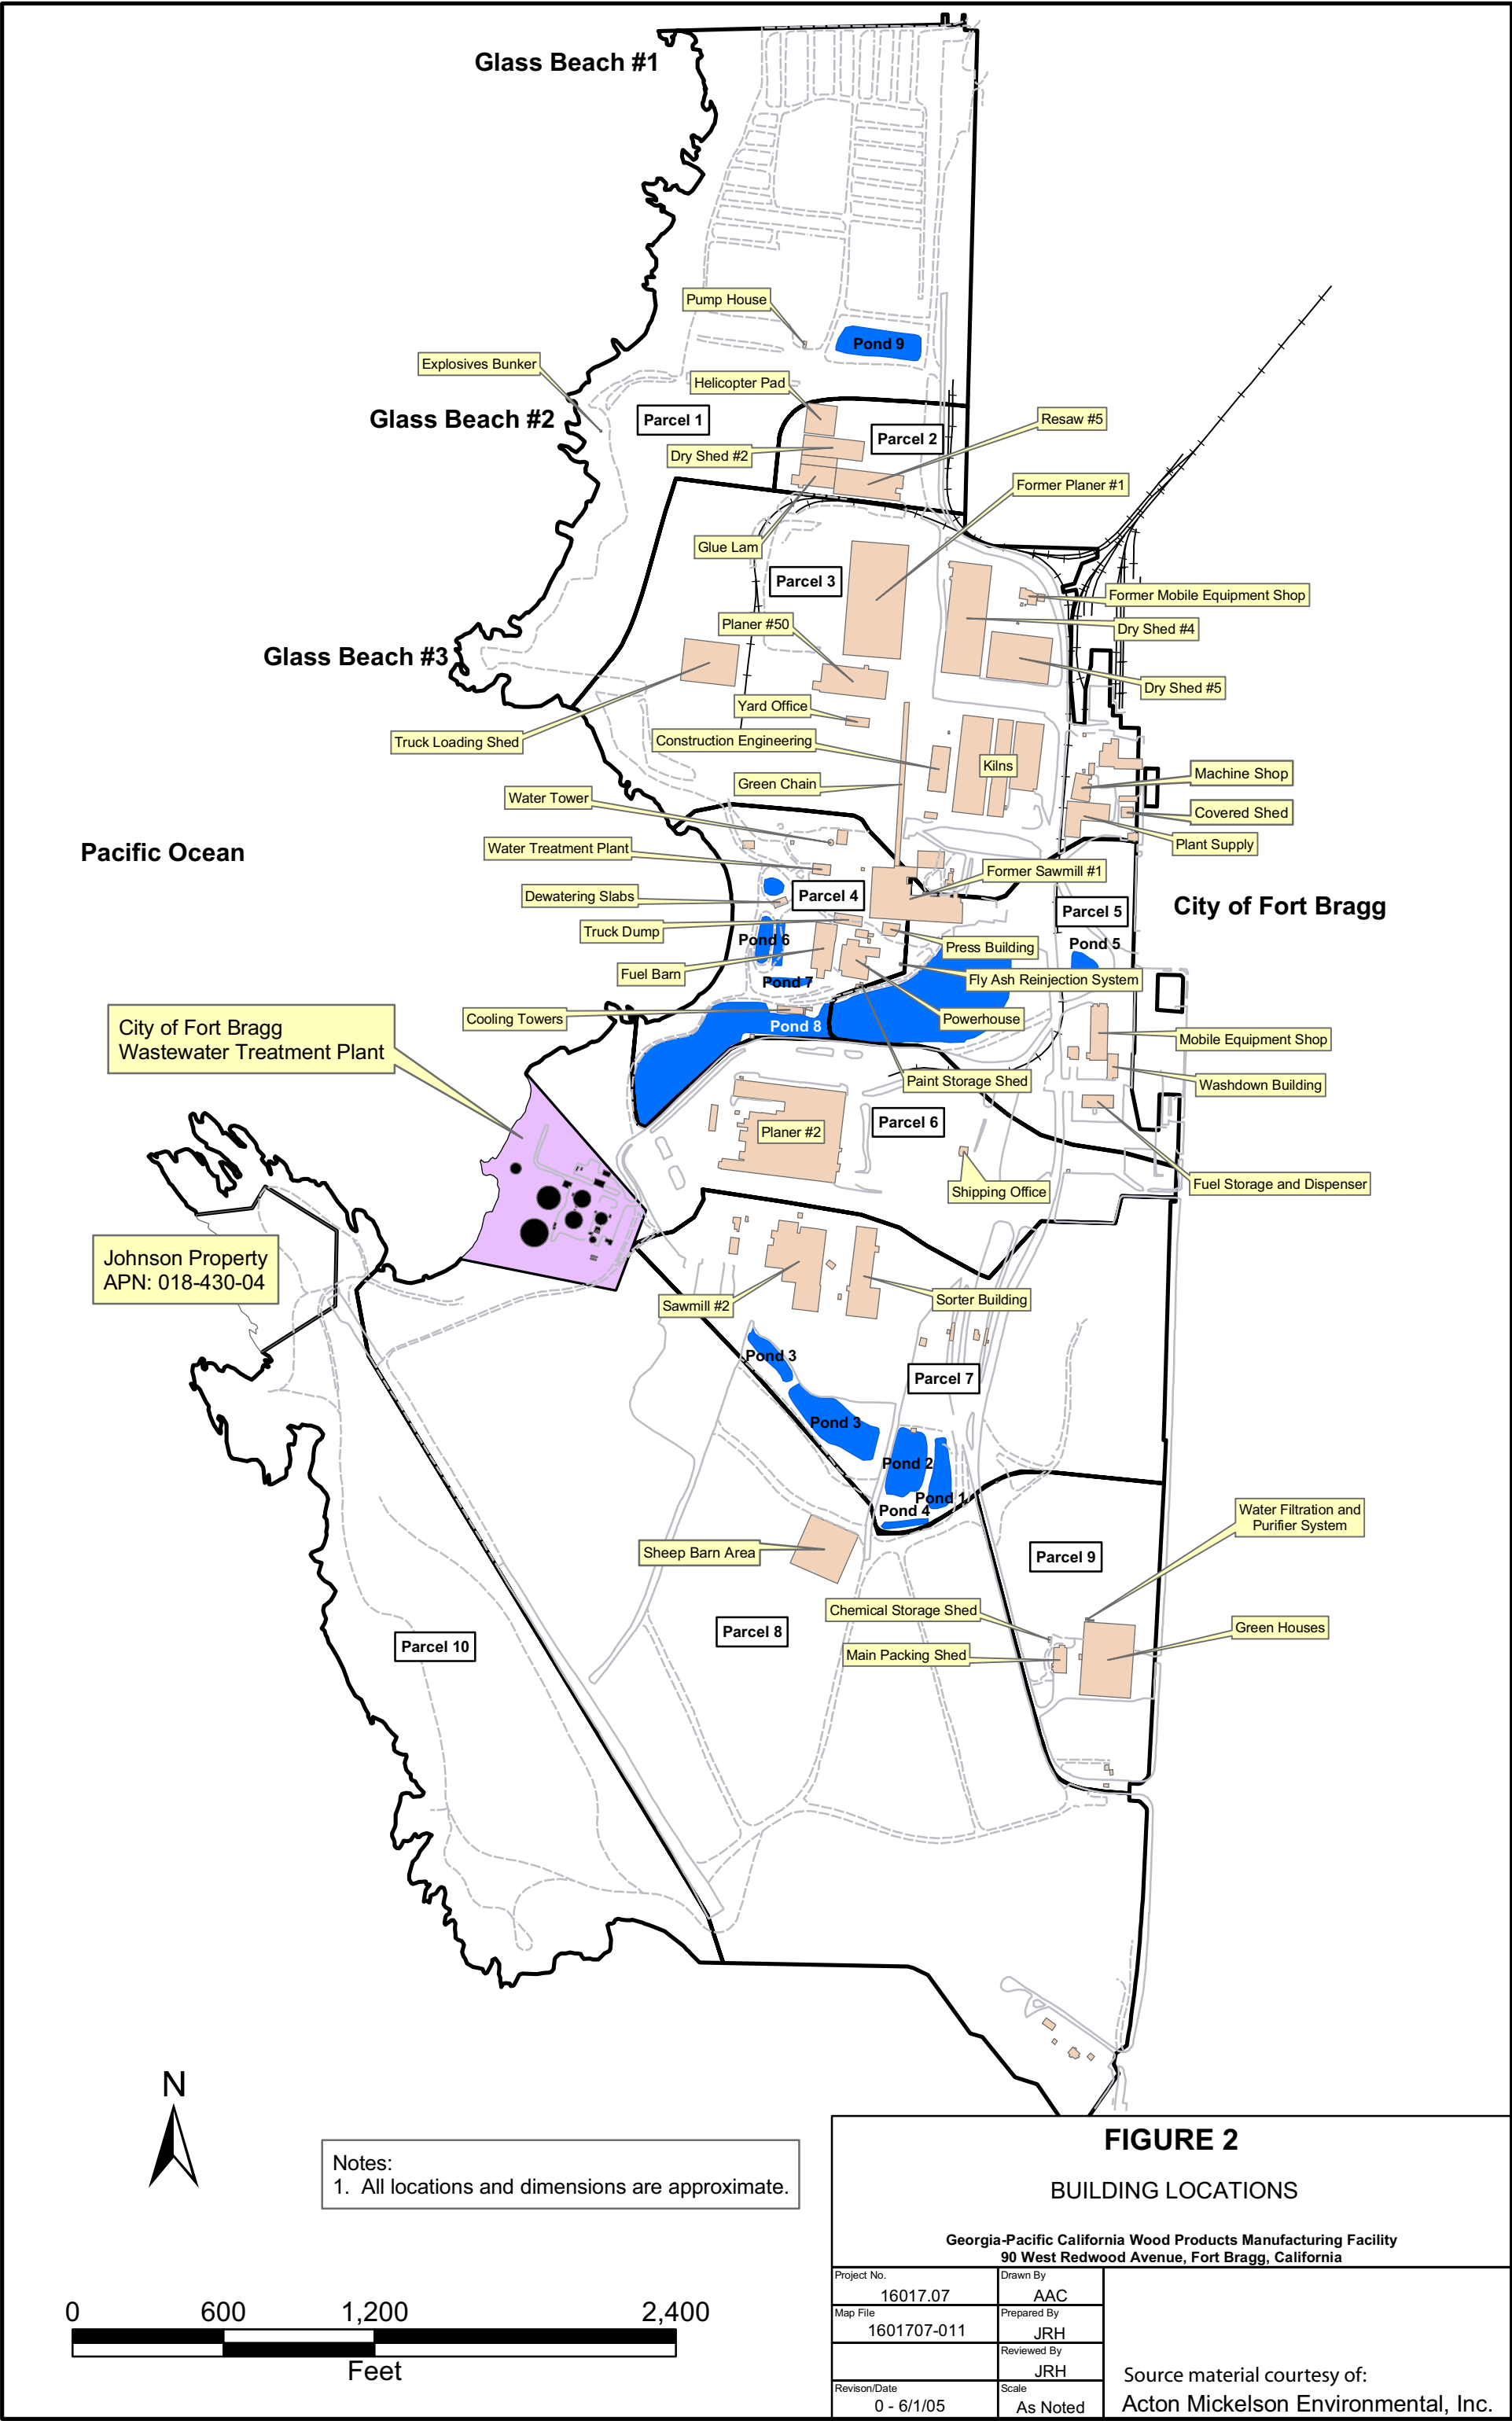 Glass Beach #1
Pump House
Pond 9
Explosives Bunker
Helicopter Pad
Glass Beach #2
Parcel 1
Resaw #5
Parcel 2
Dry Shed #2
Former Planer #1
Glue Lam
Parcel 3
Former Mobile Equipment Shop
Planer #50
Dry Shed #4
Glass Beach #3
Dry Shed #5
Yard Office
Truck Loading Shed
Construction Engineering
Kilns
Machine Shop
Green Chain
Water Tower
Covered Shed
Plant Supply
Pacific Ocean
Water Treatment Plant
Former Sawmill #1
Dewatering Slabs
Parcel 4
City of Fort Bragg
Parcel 5
Truck Dump
Pond 6
Press Building
Pond 5
Fuel Barn
Pond 7
Fly Ash Reinjection System
Cooling Towers
Pond 8
Powerhouse
City of Fort Bragg
Wastewater Treatment Plant
Mobile Equipment Shop
Paint Storage Shed
Washdown Building
Planer #2
Parcel 6
Shipping Office
Fuel Storage and Dispenser
Johnson Property
APN: 018-430-04
Sawmill #2
Sorter Building
Pond 3
Parcel 7
Pond 3
Pond 2
Pond 1
Pond 4
Water Filtration and
Purifier System
Sheep Barn Area
Parcel 9
Chemical Storage Shed
Green Houses
Parcel 8
Parcel 10
Main Packing Shed
N
Notes:
1. All locations and dimensions are approximate.
0 600 1,200 2,400
Feet
FIGURE 2
BUILDING LOCATIONS
Georgia-Pacific California Wood Products Manufacturing Facility
90 West Redwood Avenue, Fort Bragg, California
Project No.
16017.07
Drawn By
AAC
Map File
1601707-011
Prepared By
JRH
Reviewed By
JRH
Revison/Date
0 - 6/1/05
Scale
As Noted
Source material courtesy of:
Acton Mickelson Environmental, Inc.